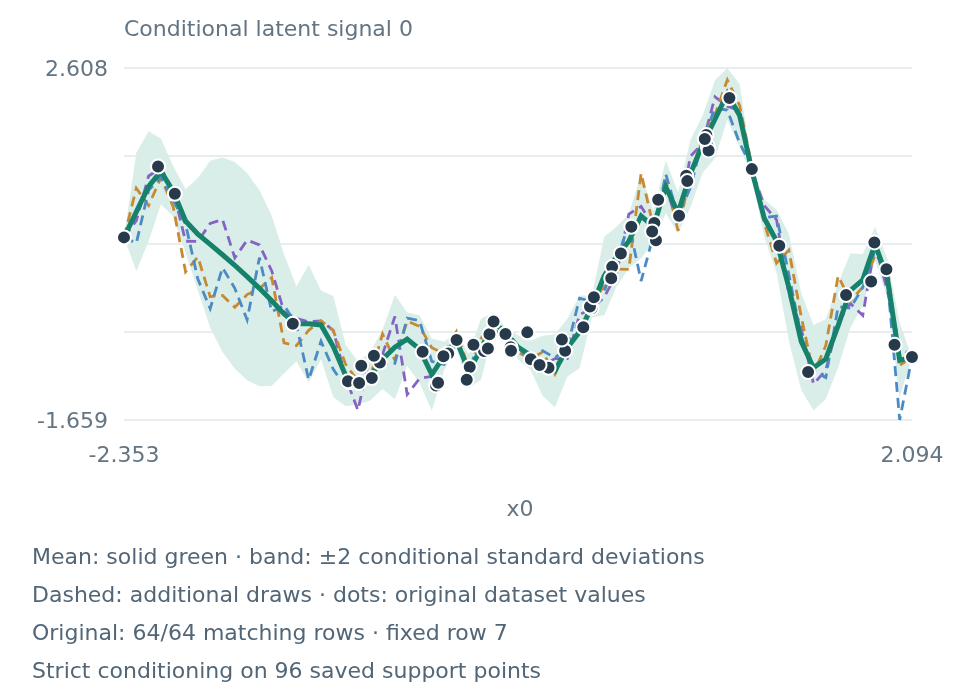 Conditional latent signal 0
2.608
-1.659
-2.353
2.094
x0
Mean: solid green · band: ±2 conditional standard deviations
Dashed: additional draws · dots: original dataset values
Original: 64/64 matching rows · fixed row 7
Strict conditioning on 96 saved support points